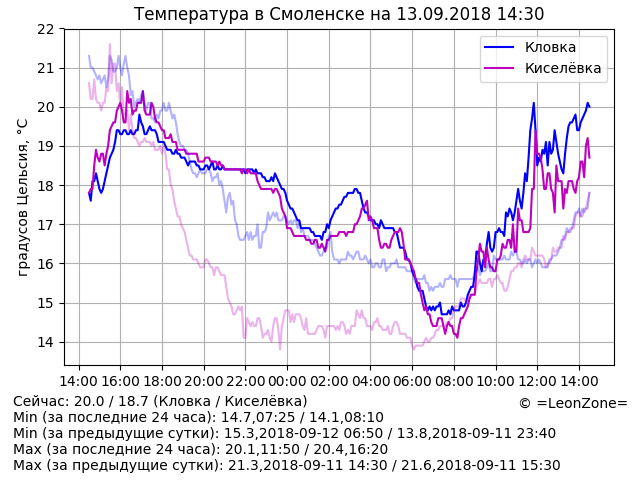 Температура в Смоленске на 13.09.2018 14:30
градусов Цельсия, °C
22
21
20
19
18
17
16
15
14
Кловка
Киселёвка
14:00 16:00 18:00 20:00 22:00 00:00 02:00 04:00 06:00 08:00 10:00 12:00 14:00
Сейчас: 20.0 / 18.7 (Кловка / Киселёвка)
© =LeonZone=
Min (за последние 24 часа): 14.7,07:25 / 14.1,08:10
Min (за предыдущие сутки): 15.3,2018-09-12 06:50 / 13.8,2018-09-11 23:40
Max (за последние 24 часа): 20.1,11:50 / 20.4,16:20
Max (за предыдущие сутки): 21.3,2018-09-11 14:30 / 21.6,2018-09-11 15:30